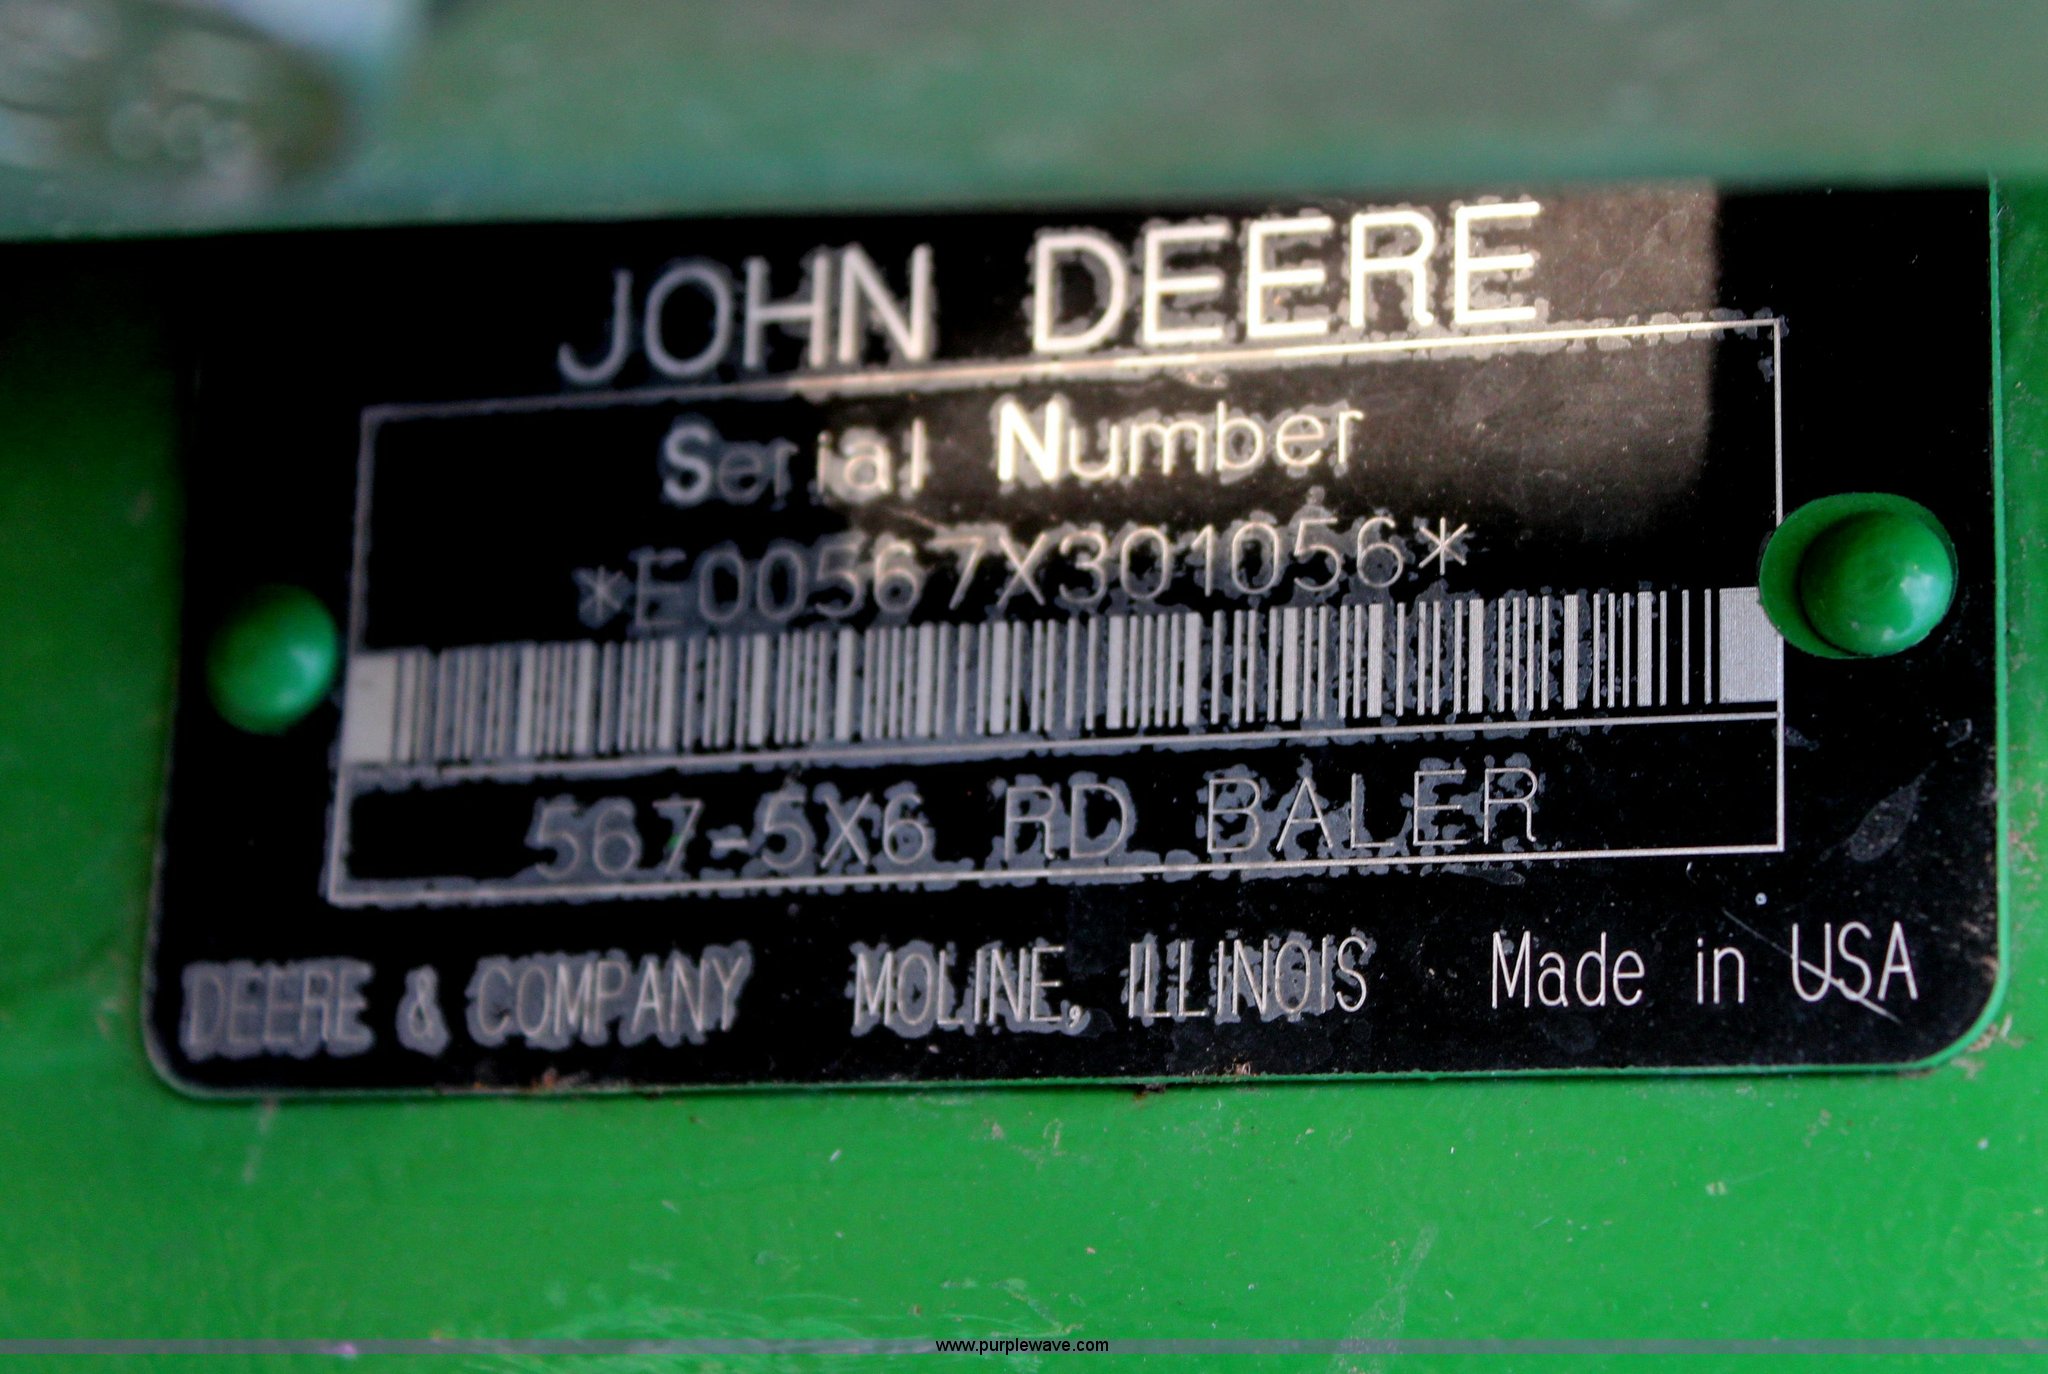 JOHN DEERE
Serial Number
*E00567X301056*
567-5X6 RD BALER
DEERE & COMPANY MOLINE, ILLINOIS Made in USA
www.purplewave.com